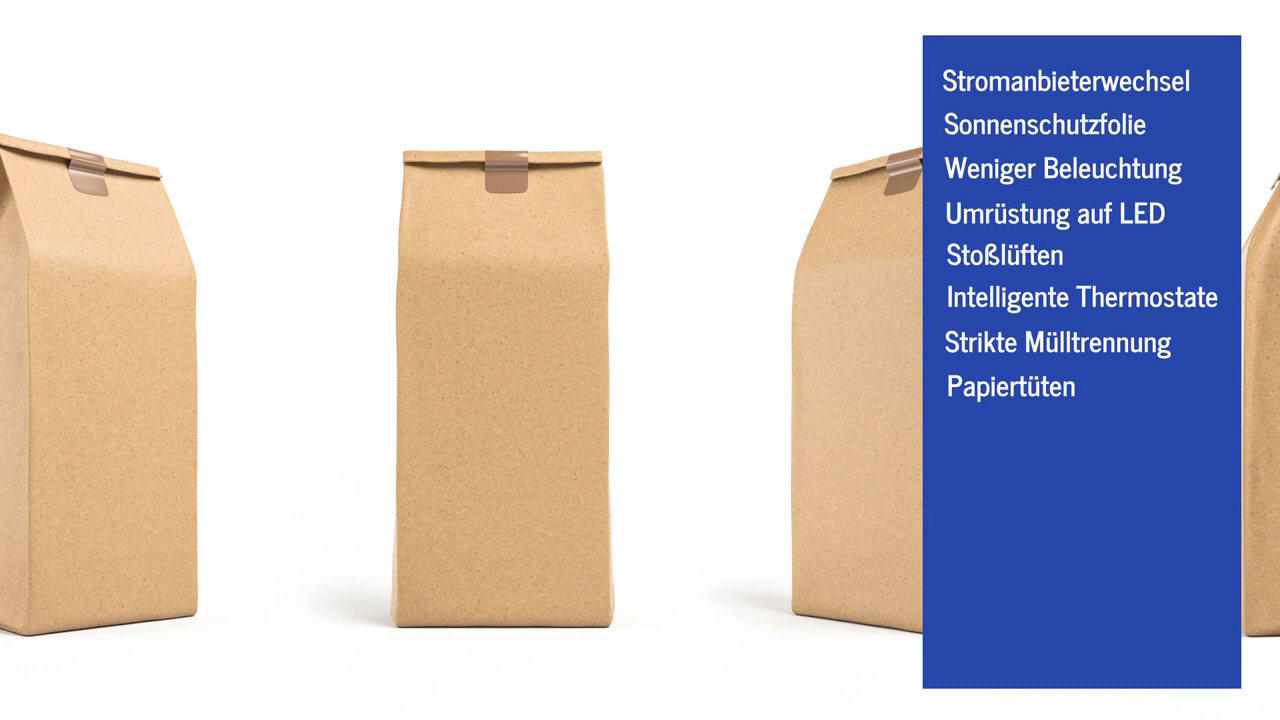 Stromanbieterwechsel
Sonnenschutzfolie
Weniger Beleuchtung
Umrüstung auf LED
Stoßlüften
Intelligente Thermostate
Strikte Mülltrennung
Papiertüten